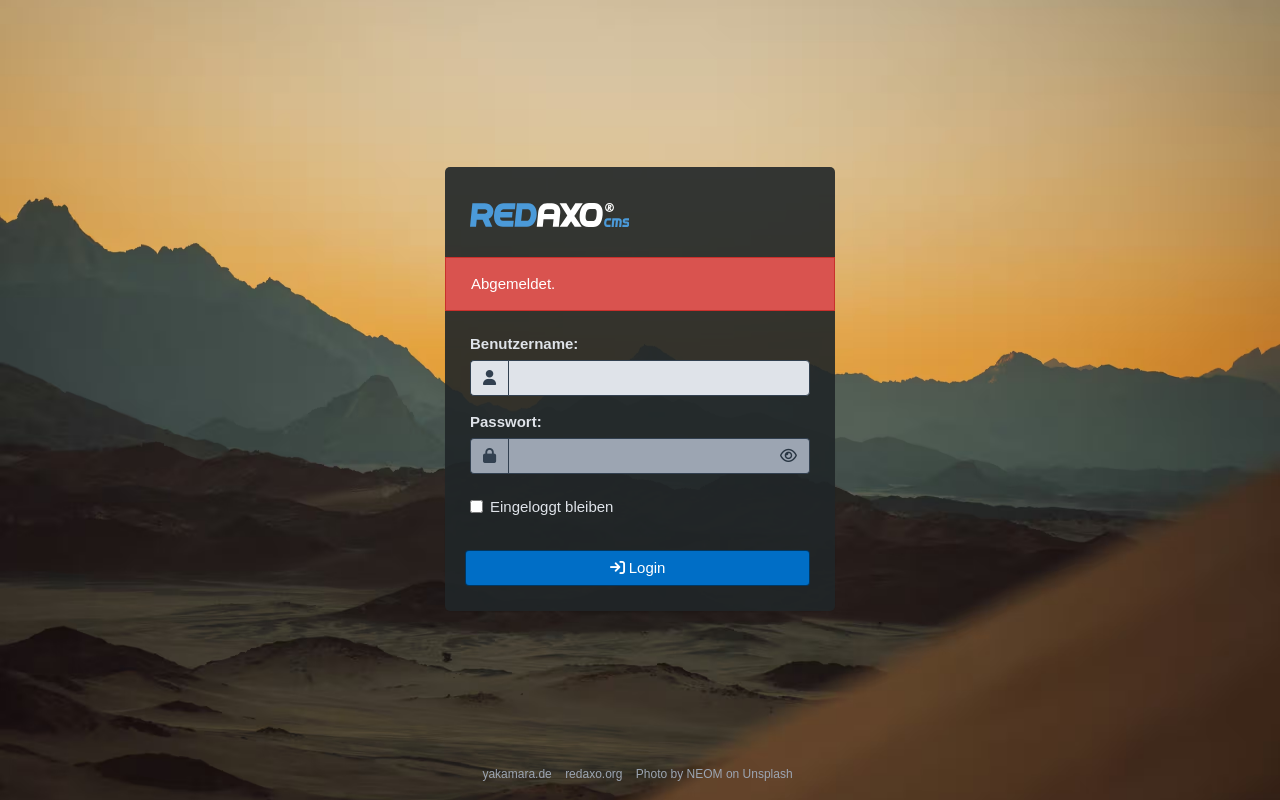 REDAXO®
cms
Abgemeldet.
Benutzername:
Passwort:
Eingeloggt bleiben
Login
yakamara.de redaxo.org Photo by NEOM on Unsplash